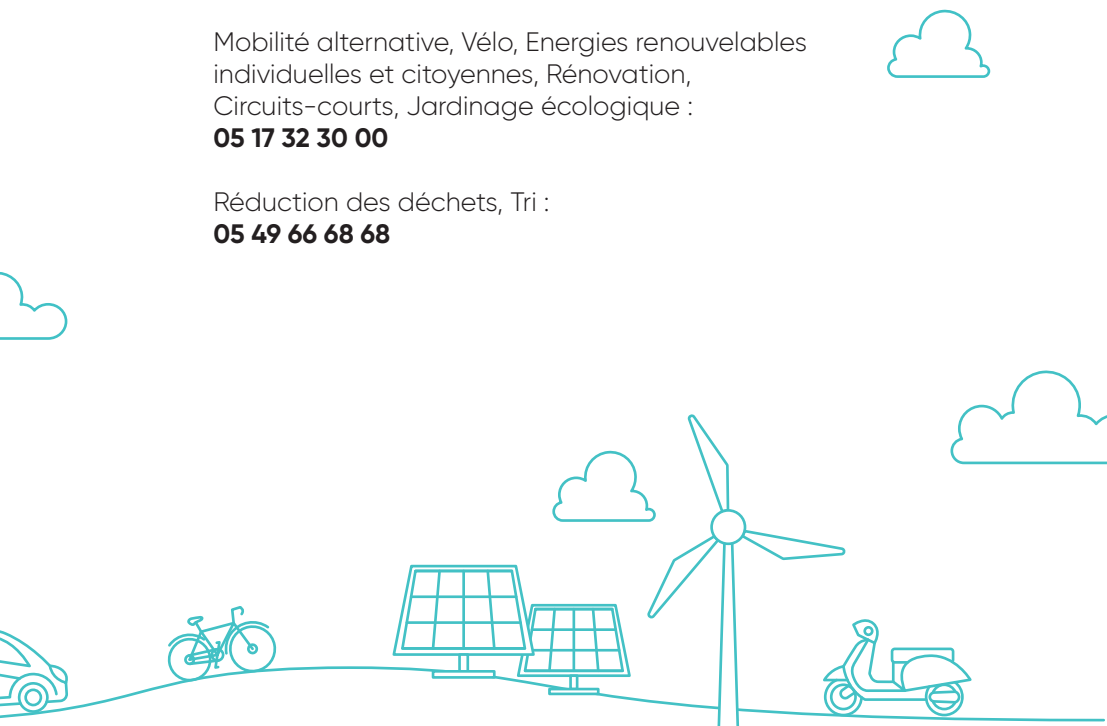 Mobilité alternative, Vélo, Energies renouvelables
individuelles et citoyennes, Rénovation,
Circuits-courts, Jardinage écologique :
05 17 32 30 00
Réduction des déchets, Tri :
05 49 66 68 68